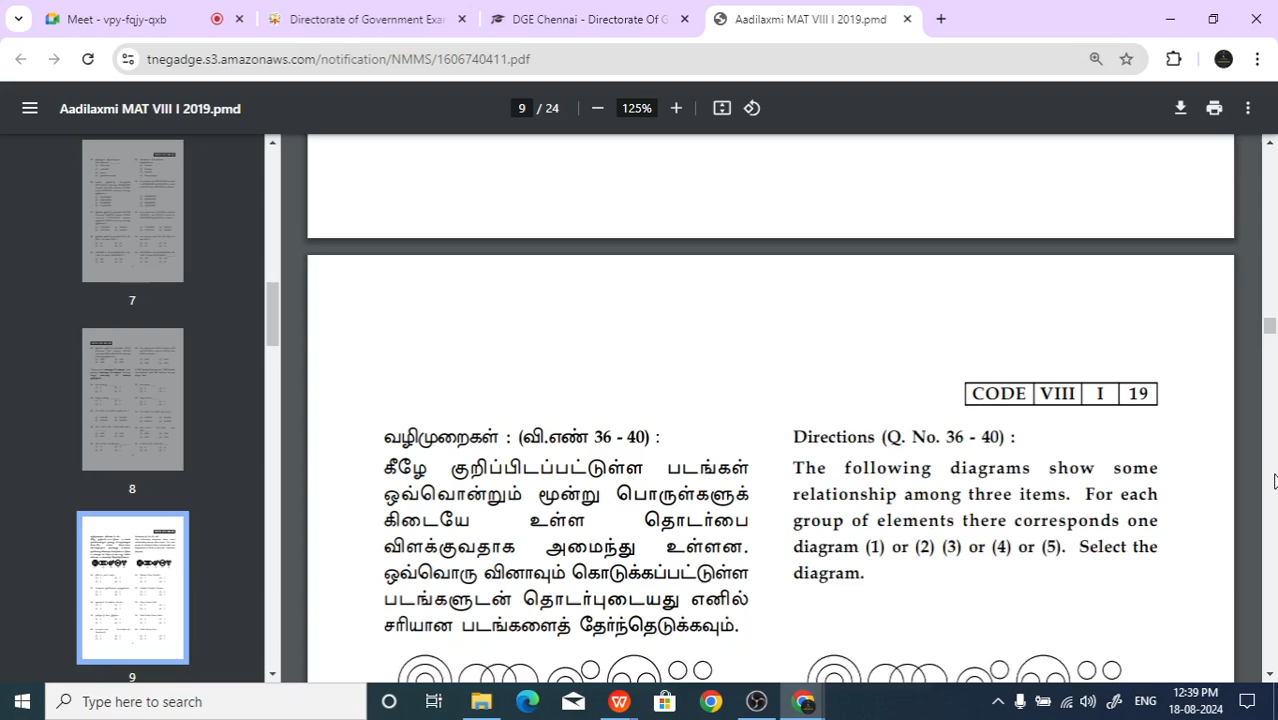 Meet - vpy-fqjy-qxb
Directorate of Government Exa
DGE Chennai - Directorate Of G
Aadilaxmi MAT VIII I 2019.pmd
tnegadge.s3.amazonaws.com/notification/NMMS/1606740411.pdf
Aadilaxmi MAT VIII I 2019.pmd
9 / 24
125%
7
8
9
CODE VIII I 19
வழிமுறைகள் : (வி.எண் 36 - 40) :
கீழே குறிப்பிடப்பட்டுள்ள படங்கள்
ஒவ்வொன்றும் மூன்று பொருள்களுக்
கிடையே உள்ள தொடர்பை
விளக்குவதாக அமைந்து உள்ளன.
ஒவ்வொரு வினாவும் கொடுக்கப்பட்டுள்ள
படங்களுடன் தொடர்புடையது எனில்
சரியான படங்களைத் தேர்ந்தெடுக்கவும்.
Directions (Q. No. 36 - 40) :
The following diagrams show some
relationship among three items. For each
group of elements there corresponds one
diagram (1) or (2) (3) or (4) or (5). Select the
diagram.
Type here to search
ENG
12:39 PM
18-08-2024